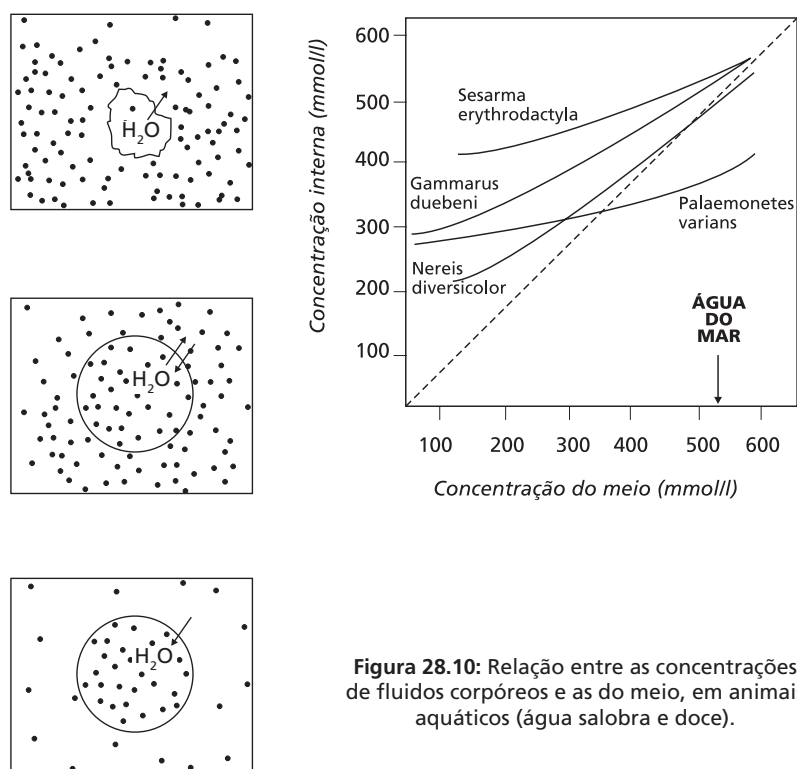 H2O
H2O
H2O
Concentração interna (mmol/l)
600
500
400
300
200
100
Sesarma
erythrodactyla
Gammarus
duebeni
Nereis
diversicolor
Palaemonetes
varians
ÁGUA
DO
MAR
100 200 300 400 500 600
Concentração do meio (mmol/l)
Figura 28.10: Relação entre as concentrações
de fluidos corpóreos e as do meio, em animai
aquáticos (água salobra e doce).